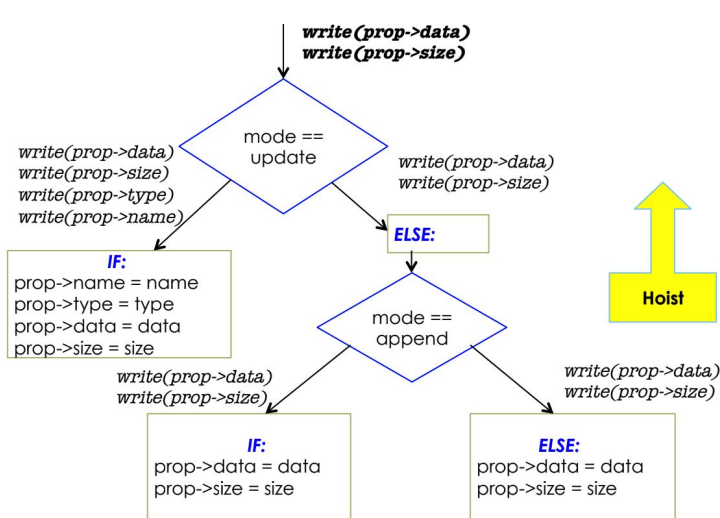 write(prop->data)
write(prop->size)
mode ==
update
write(prop->data)
write(prop->size)
write(prop->type)
write(prop->name)
write(prop->data)
write(prop->size)
ELSE:
IF:
prop->name = name
prop->type = type
prop->data = data
prop->size = size
Hoist
mode ==
append
write(prop->data)
write(prop->size)
write(prop->data)
write(prop->size)
IF:
prop->data = data
prop->size = size
ELSE:
prop->data = data
prop->size = size